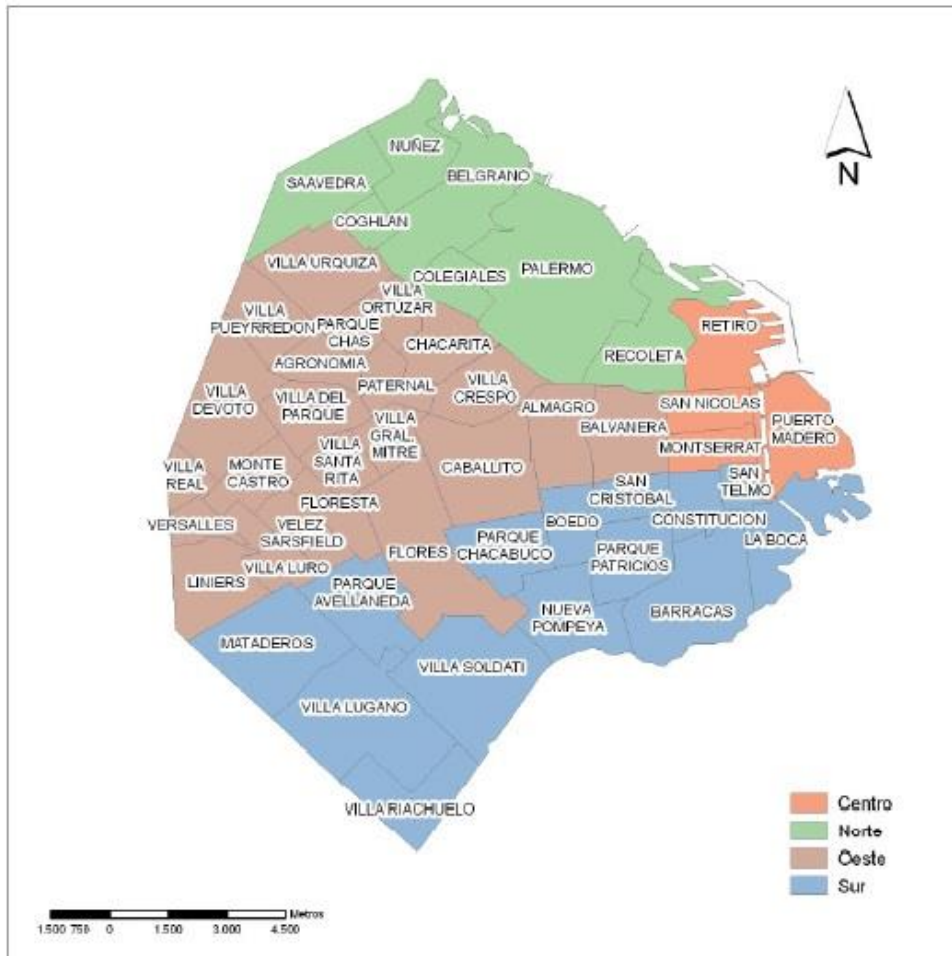 N
NUÑEZ
SAAVEDRA
BELGRANO
COGHLAN
VILLA URQUIZA
COLEGIALES
PALERMO
VILLA
ORTUZAR
VILLA
PUEYRREDON
PARQUE
CHAS
CHACARITA
RETIRO
RECOLETA
AGRONOMIA
PATERNAL
VILLA
CRESPO
VILLA
DEVOTO
VILLA DEL
PARQUE
ALMAGRO
SAN NICOLAS
BALVANERA
PUERTO
MADERO
VILLA
GRAL.
MITRE
MONTSERRAT
VILLA
SANTA
RITA
VILLA
REAL
MONTE
CASTRO
CABALLITO
SAN
TELMO
SAN
CRISTOBAL
FLORESTA
VERSALLES
VELEZ
SARSFIELD
BOEDO
CONSTITUCION
LA BOCA
PARQUE
CHACABUCO
PARQUE
PATRICIOS
FLORES
VILLA LURO
LINIERS
PARQUE
AVELLANEDA
NUEVA
POMPEYA
BARRACAS
MATADEROS
VILLA SOLDATI
VILLA LUGANO
VILLA RIACHUELO
Centro
Norte
Oeste
Sur
Metros
1.500 750 0 1.500 3.000 4.500